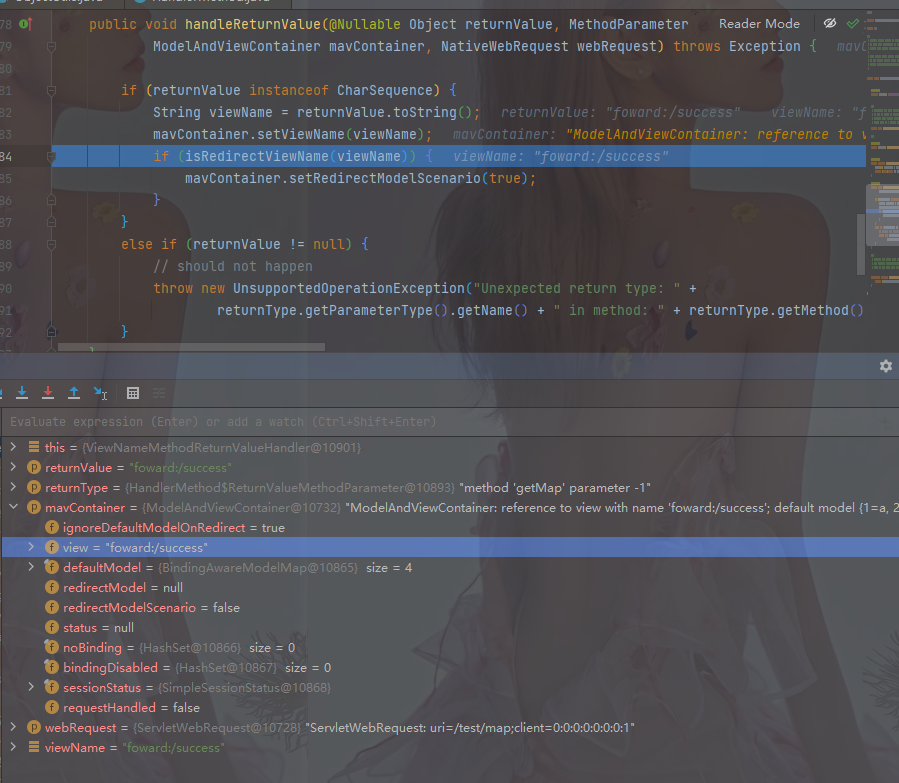 78 public void handleReturnValue(@Nullable Object returnValue, MethodParameter Reader Mode
79 ModelAndViewContainer mavContainer, NativeWebRequest webRequest) throws Exception {
80
81 if (returnValue instanceof CharSequence) {
82 String viewName = returnValue.toString(); returnValue: "foward:/success" viewName: "f
83 mavContainer.setViewName(viewName); mavContainer: "ModelAndViewContainer: reference to v
84 if (isRedirectViewName(viewName)) { viewName: "foward:/success"
85 mavContainer.setRedirectModelScenario(true);
86 }
87 }
88 else if (returnValue != null) {
89 // should not happen
90 throw new UnsupportedOperationException("Unexpected return type: " +
91 returnType.getParameterType().getName() + " in method: " + returnType.getMethod()
92 }
Evaluate expression (Enter) or add a watch (Ctrl+Shift+Enter)
this = {ViewNameMethodReturnValueHandler@10901}
returnValue = "foward:/success"
returnType = {HandlerMethod$ReturnValueMethodParameter@10893} "method 'getMap' parameter -1"
mavContainer = {ModelAndViewContainer@10732} "ModelAndViewContainer: reference to view with name 'foward:/success'; default model {1=a, 2
ignoreDefaultModelOnRedirect = true
view = "foward:/success"
defaultModel = {BindingAwareModelMap@10865} size = 4
redirectModel = null
redirectModelScenario = false
status = null
noBinding = {HashSet@10866} size = 0
bindingDisabled = {HashSet@10867} size = 0
sessionStatus = {SimpleSessionStatus@10868}
requestHandled = false
webRequest = {ServletWebRequest@10728} "ServletWebRequest: uri=/test/map;client=0:0:0:0:0:0:0:1"
viewName = "foward:/success"